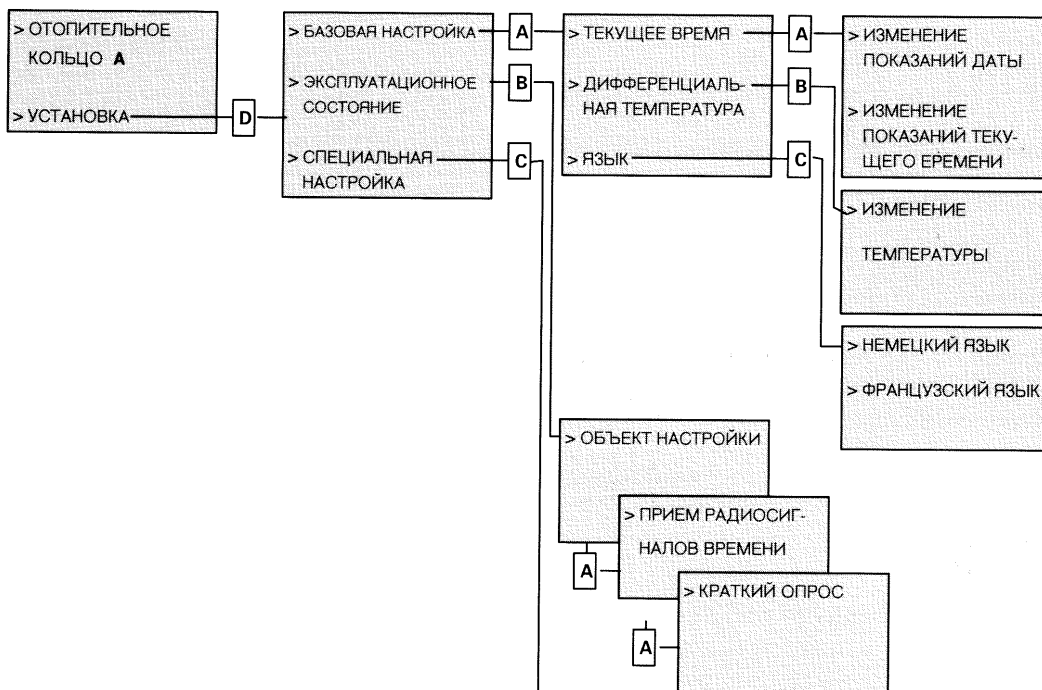 > ОТОПИТЕЛЬНОЕ
КОЛЬЦО A
> УСТАНОВКА
D
> БАЗОВАЯ НАСТРОЙКА
> ЭКСПЛУАТАЦИОННОЕ
СОСТОЯНИЕ
> СПЕЦИАЛЬНАЯ
НАСТРОЙКА
A
B
C
> ТЕКУЩЕЕ ВРЕМЯ
> ДИФФЕРЕНЦИАЛЬ-
НАЯ ТЕМПЕРАТУРА
> ЯЗЫК
A
B
C
> ИЗМЕНЕНИЕ
ПОКАЗАНИЙ ДАТЫ
> ИЗМЕНЕНИЕ
ПОКАЗАНИЙ ТЕКУ-
ЩЕГО ЕРЕМЕНИ
> ИЗМЕНЕНИЕ
ТЕМПЕРАТУРЫ
> НЕМЕЦКИЙ ЯЗЫК
> ФРАНЦУЗСКИЙ ЯЗЫК
> ОБЪЕКТ НАСТРОЙКИ
A
> ПРИЕМ РАДИОСИГ-
НАЛОВ ВРЕМЕНИ
A
> КРАТКИЙ ОПРОС